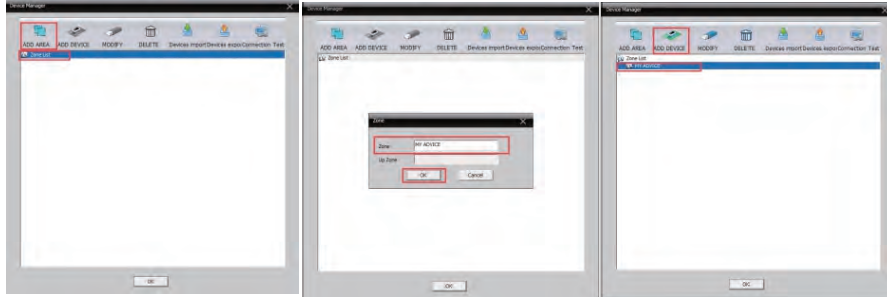 Device Manager
ADD AREA ADD DEVICE MODIFY DELETE Devices import Devices expor Connection Test
Zone List
OK
Device Manager
ADD AREA ADD DEVICE MODIFY DELETE Devices import Devices expor Connection Test
Zone List
Zone
Zone MY ADVICE
Up Zone
OK Cancel
OK
Device Manager
ADD AREA ADD DEVICE MODIFY DELETE Devices import Devices expor Connection Test
Zone List
MY ADVICE
OK